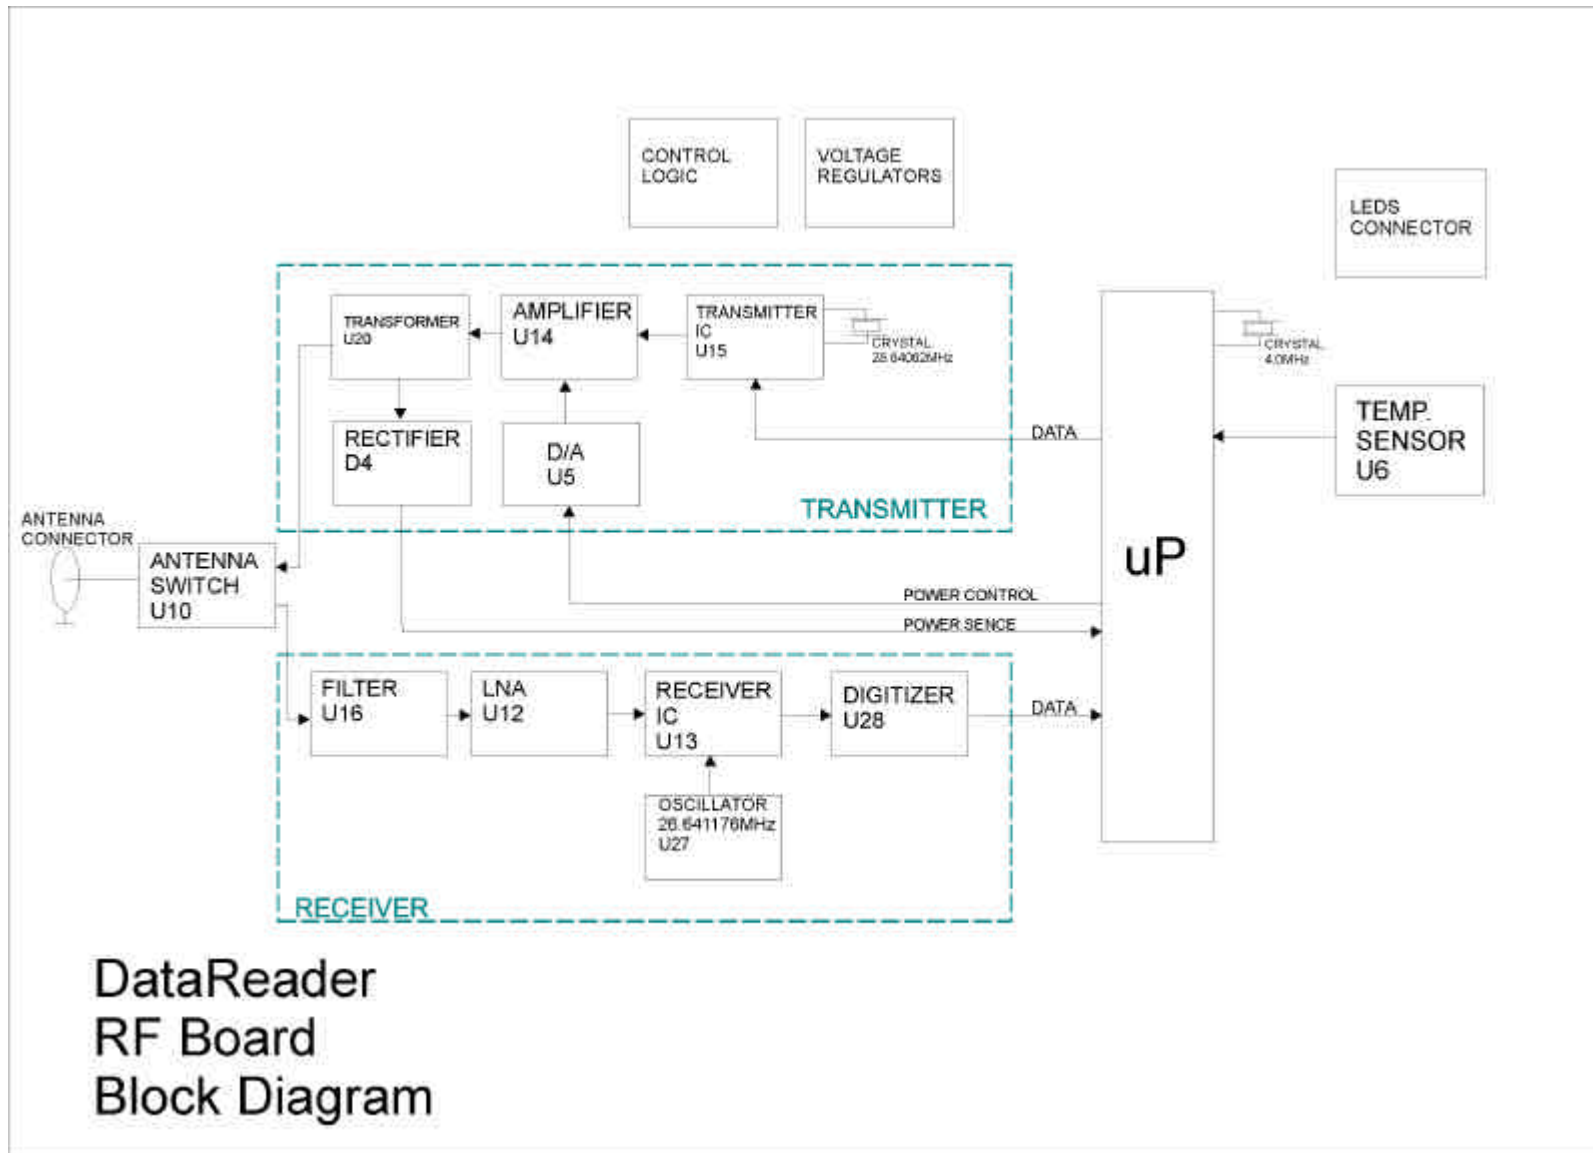 CONTROL
LOGIC
VOLTAGE
REGULATORS
LEDS
CONNECTOR
TRANSFORMER
U20
AMPLIFIER
U14
TRANSMITTER
IC
U15
CRYSTAL
28.64062MHz
CRYSTAL
4.0MHz
RECTIFIER
D4
D/A
U5
DATA
TEMP.
SENSOR
U6
TRANSMITTER
ANTENNA
CONNECTOR
ANTENNA
SWITCH
U10
uP
POWER CONTROL
POWER SENCE
FILTER
U16
LNA
U12
RECEIVER
IC
U13
DIGITIZER
U28
DATA
OSCILLATOR
26.641176MHz
U27
RECEIVER
DataReader
RF Board
Block Diagram